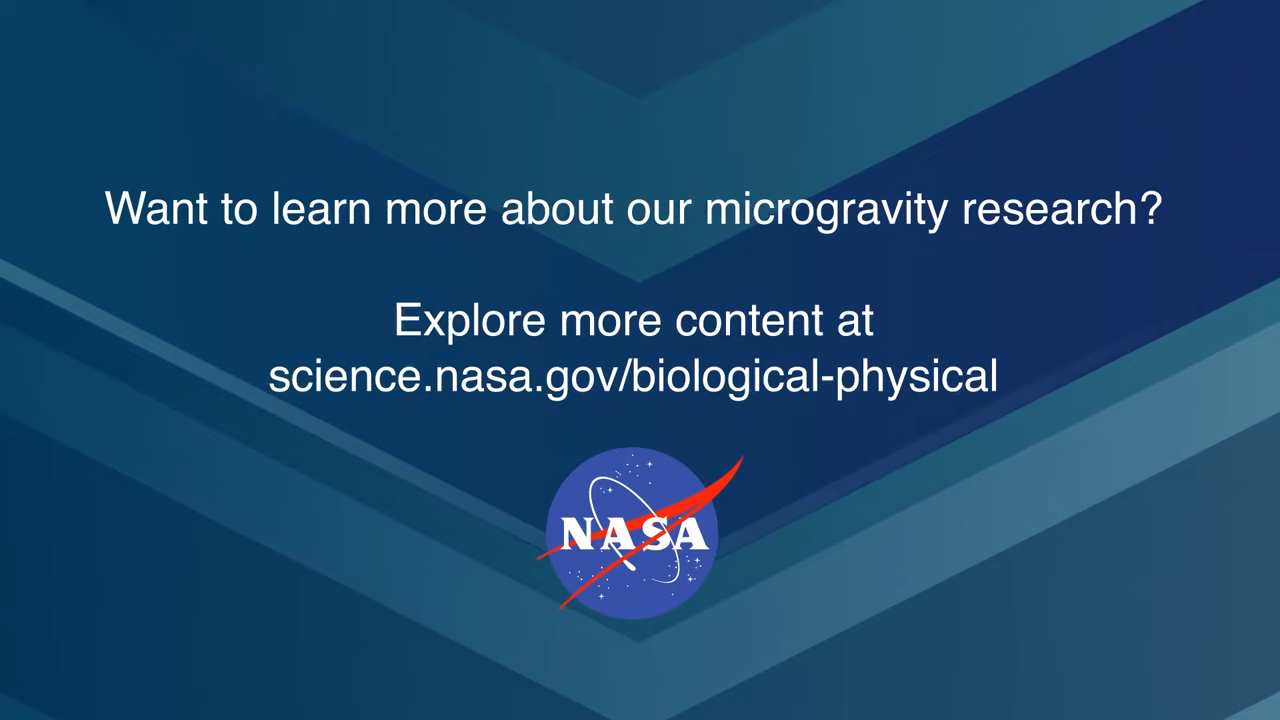 Want to learn more about our microgravity research?
Explore more content at
science.nasa.gov/biological-physical
NASA